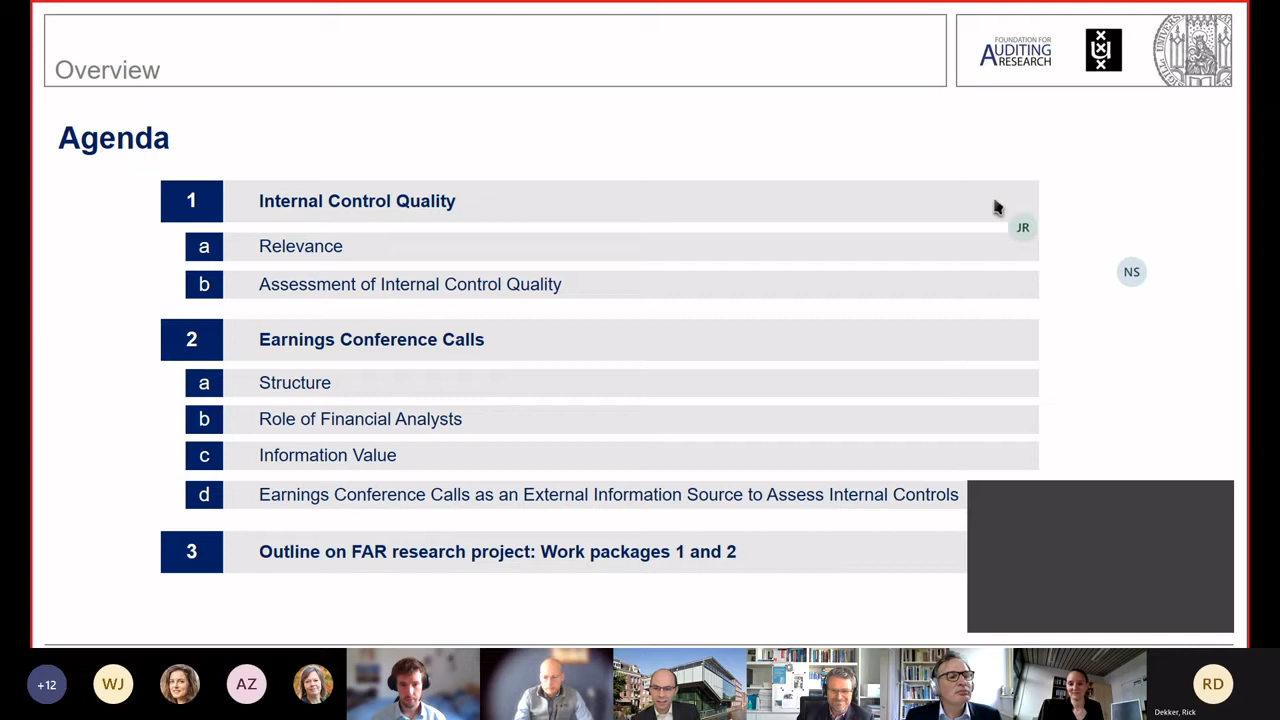 Overview
FOUNDATION FOR
AUDITING
RESEARCH
Agenda
1 Internal Control Quality
a Relevance
b Assessment of Internal Control Quality
2 Earnings Conference Calls
a Structure
b Role of Financial Analysts
c Information Value
d Earnings Conference Calls as an External Information Source to Assess Internal Controls
3 Outline on FAR research project: Work packages 1 and 2
JR
NS
+12
WJ
AZ
RD
Dekker, Rick